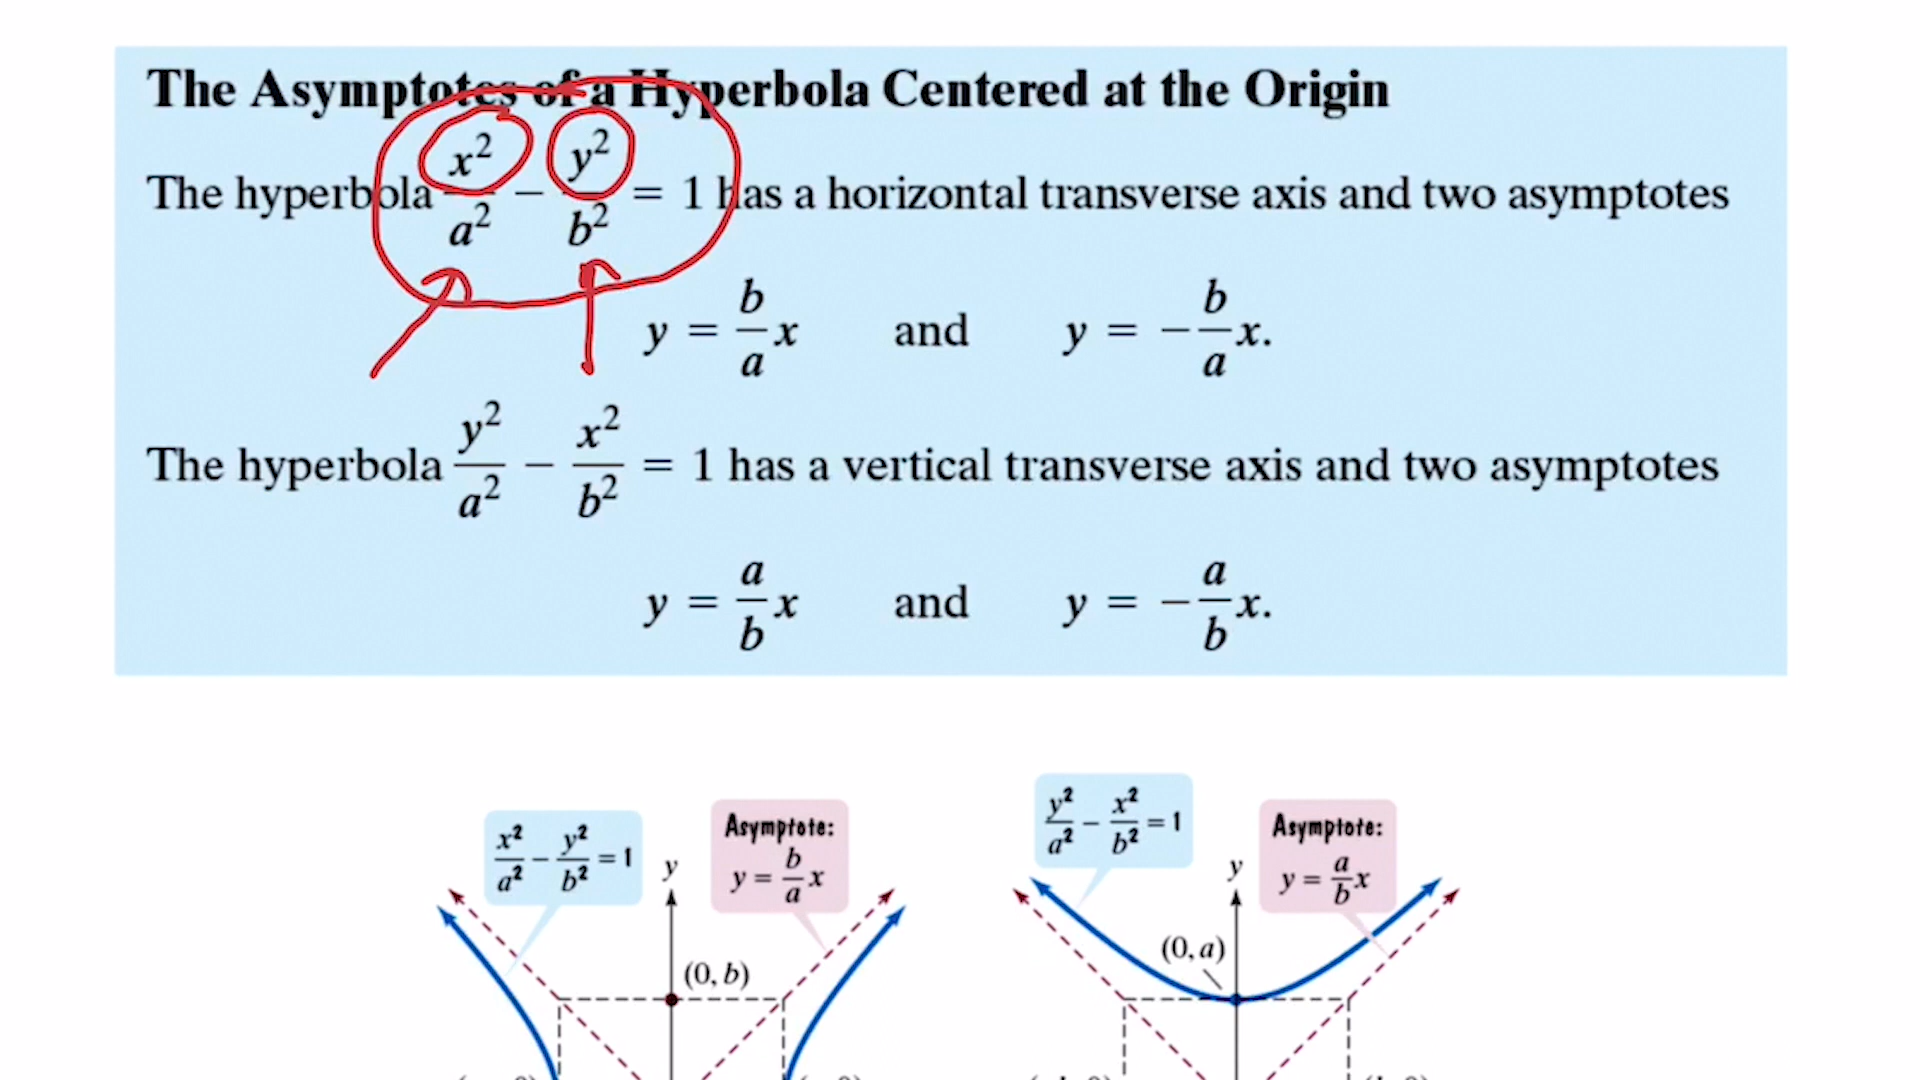 The Asymptotes of a Hyperbola Centered at the Origin
The hyperbola x²/a² − y²/b² = 1 has a horizontal transverse axis and two asymptotes
y = b/a x and y = −b/a x.
The hyperbola y²/a² − x²/b² = 1 has a vertical transverse axis and two asymptotes
y = a/b x and y = −a/b x.
x²/a² − y²/b² = 1
y
Asymptote:
y = b/a x
(0, b)
y²/a² − x²/b² = 1
y
Asymptote:
y = a/b x
(0, a)